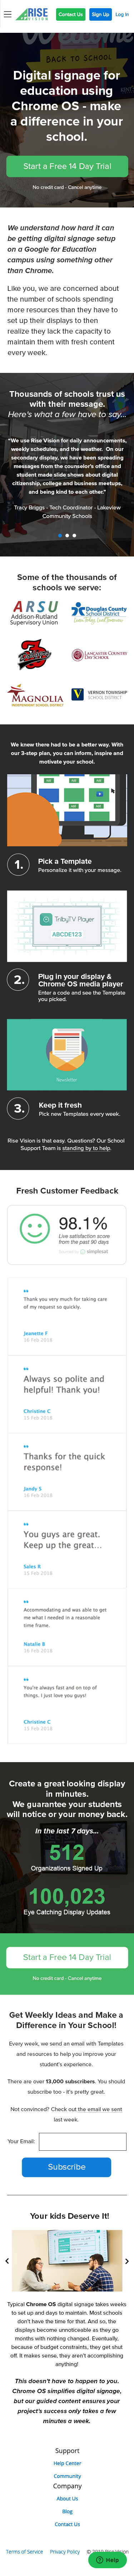 RISE VISION
Contact Us
Sign Up
Log In
Digital signage for
education using
Chrome OS - make
a difference in your
school.
Start a Free 14 Day Trial
No credit card - Cancel anytime
We understand how hard it can
be getting digital signage setup
on a Google for Education
campus using something other
than Chrome.
Like you, we are concerned about
the number of schools spending
more resources than they have to
to set up their displays to then
realize they lack the capacity to
maintain them with fresh content
every week.
Thousands of schools trust us
with their message.
Here's what a few have to say...
"We use Rise Vision for daily announcements,
weekly schedules, and the weather. On our
secondary display, we have been spreading
messages from the counselor's office and
student made slides showing what digital
citizenship, college and business meetups,
and being kind to each other."
- Tracy Boggs - Tech Coordinator - Lakeview
Community Schools
Some of the thousands of
schools we serve:
ARSU
Addison-Rutland
Supervisory Union
Douglas County
School District
LANCASTER COUNTRY
DAY SCHOOL
MAGNOLIA
INDEPENDENT SCHOOL DISTRICT
VERNON TOWNSHIP
SCHOOL DISTRICT
We knew there had to be a better way. With
our 3-step plan, you can inform, inspire and
motivate your school.
1.
Pick a Template
Personalize it with your message.
ABCDE123
2.
Plug in your display &
Chrome OS media player
Enter a code and see the Template
you picked.
Newsletter
3.
Keep it fresh
Pick new Templates every week.
Rise Vision is that easy. Questions? Our School
Support Team is standing by to help.
Fresh Customer Feedback
98.1%
Live satisfaction score
from the past 90 days
simplesat
Thank you very much for taking care
of my request so quickly.
Jeanette F
16 Feb 2018
Always so polite and
helpful! Thank you!
Christine C
15 Feb 2018
Thanks for the quick
response!
Jamdy S
15 Feb 2018
You guys are great.
Keep up the great...
Sales R
15 Feb 2018
Accommodating and was able to get
me what I needed in a reasonable
time frame.
Natalie B
16 Feb 2018
You're always fast and on top of
things. I just love you guys!
Christine C
15 Feb 2018
Create a great looking display
in minutes.
We guarantee your students
will notice or your money back.
In the last 7 days...
512
Organizations Signed Up
100,023
Eye Catching Display Updates
Start a Free 14 Day Trial
No credit card - Cancel anytime
Get Weekly Ideas and Make a
Difference in Your School!
Every week, we send an email with Templates
and resources to help you improve your
student's experience.
There are over 13,000 subscribers. You should
subscribe too - it's pretty great.
Not convinced? Check out the email we sent
last week.
Your Email:
Subscribe
Your kids Deserve It!
Typical Chrome OS digital signage takes weeks
to set up and days to maintain. Most schools
don't have the time for that. And so, the
displays become unnoticeable as they are
months with nothing changed. Eventually,
because of budget constraints, they get shut
off. It makes sense, they aren't accomplishing
anything!
This doesn't have to happen to you.
Chrome OS simplifies digital signage,
but our guided content ensures your
project's success only takes a few
minutes a week.
Support
Help Center
Community
Company
About Us
Blog
Contact Us
Terms of Service
Privacy Policy
Help